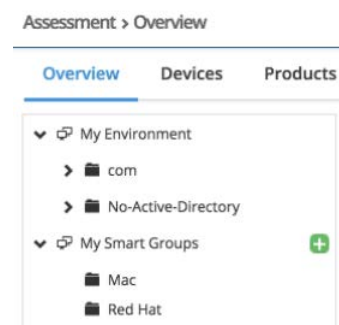 Assessment > Overview
Overview Devices Products
My Environment
com
No-Active-Directory
My Smart Groups
Mac
Red Hat